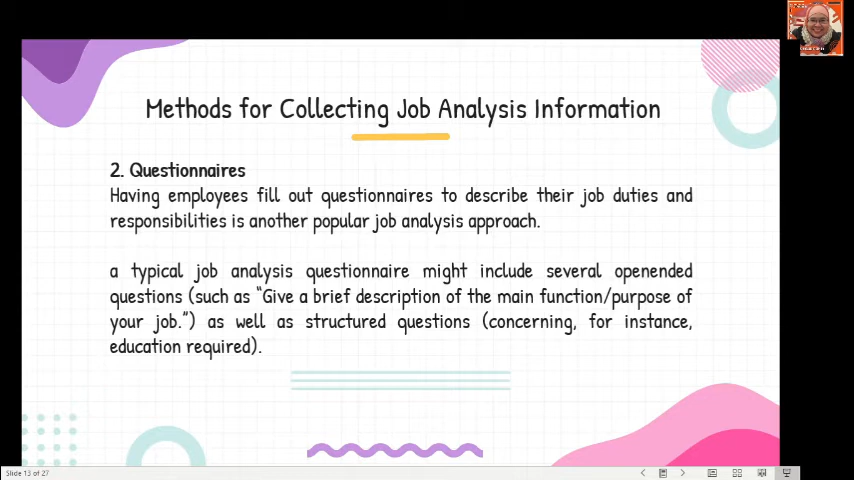 Methods for Collecting Job Analysis Information
2. Questionnaires
Having employees fill out questionnaires to describe their job duties and
responsibilities is another popular job analysis approach.
a typical job analysis questionnaire might include several openended
questions (such as “Give a brief description of the main function/purpose of
your job.”) as well as structured questions (concerning, for instance,
education required).
Slide 13 of 27